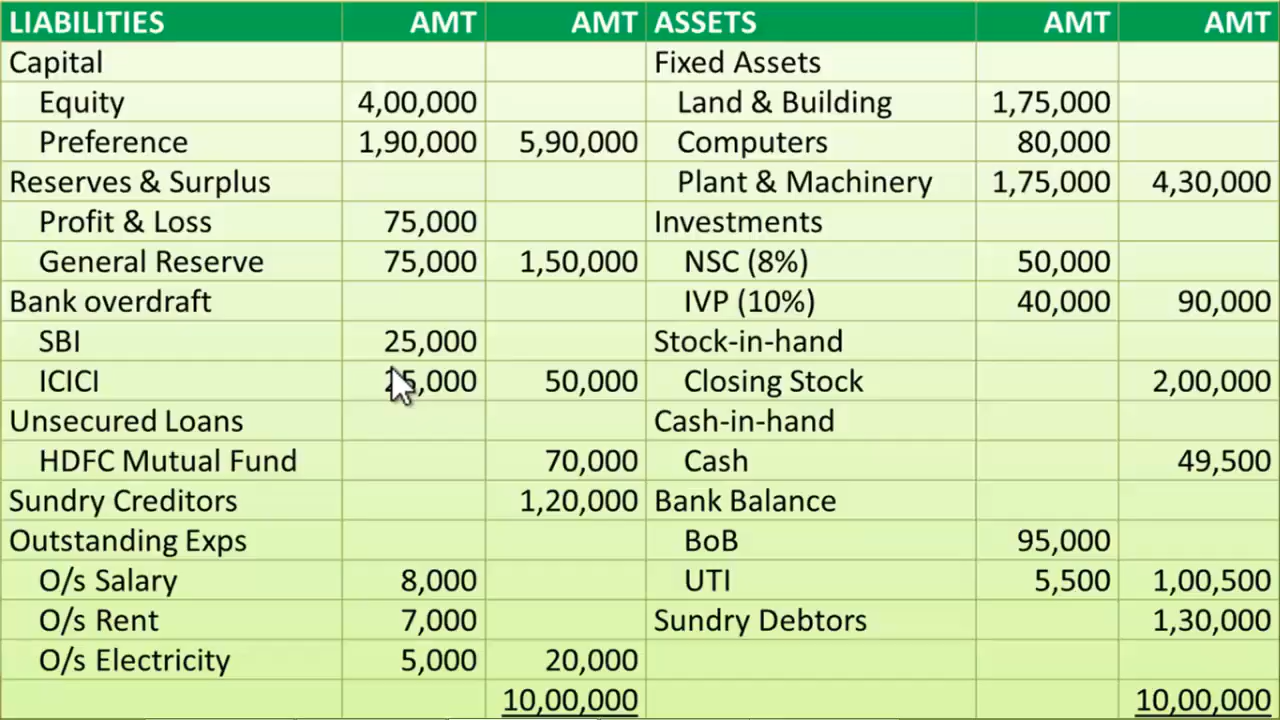 LIABILITIES AMT AMT ASSETS AMT AMT
Capital Fixed Assets
Equity 4,00,000 Land & Building 1,75,000
Preference 1,90,000 5,90,000 Computers 80,000
Reserves & Surplus Plant & Machinery 1,75,000 4,30,000
Profit & Loss 75,000 Investments
General Reserve 75,000 1,50,000 NSC (8%) 50,000
Bank overdraft IVP (10%) 40,000 90,000
SBI 25,000 Stock-in-hand
ICICI 25,000 50,000 Closing Stock 2,00,000
Unsecured Loans Cash-in-hand
HDFC Mutual Fund 70,000 Cash 49,500
Sundry Creditors 1,20,000 Bank Balance
Outstanding Exps BoB 95,000
O/s Salary 8,000 UTI 5,500 1,00,500
O/s Rent 7,000 Sundry Debtors 1,30,000
O/s Electricity 5,000 20,000
10,00,000 10,00,000